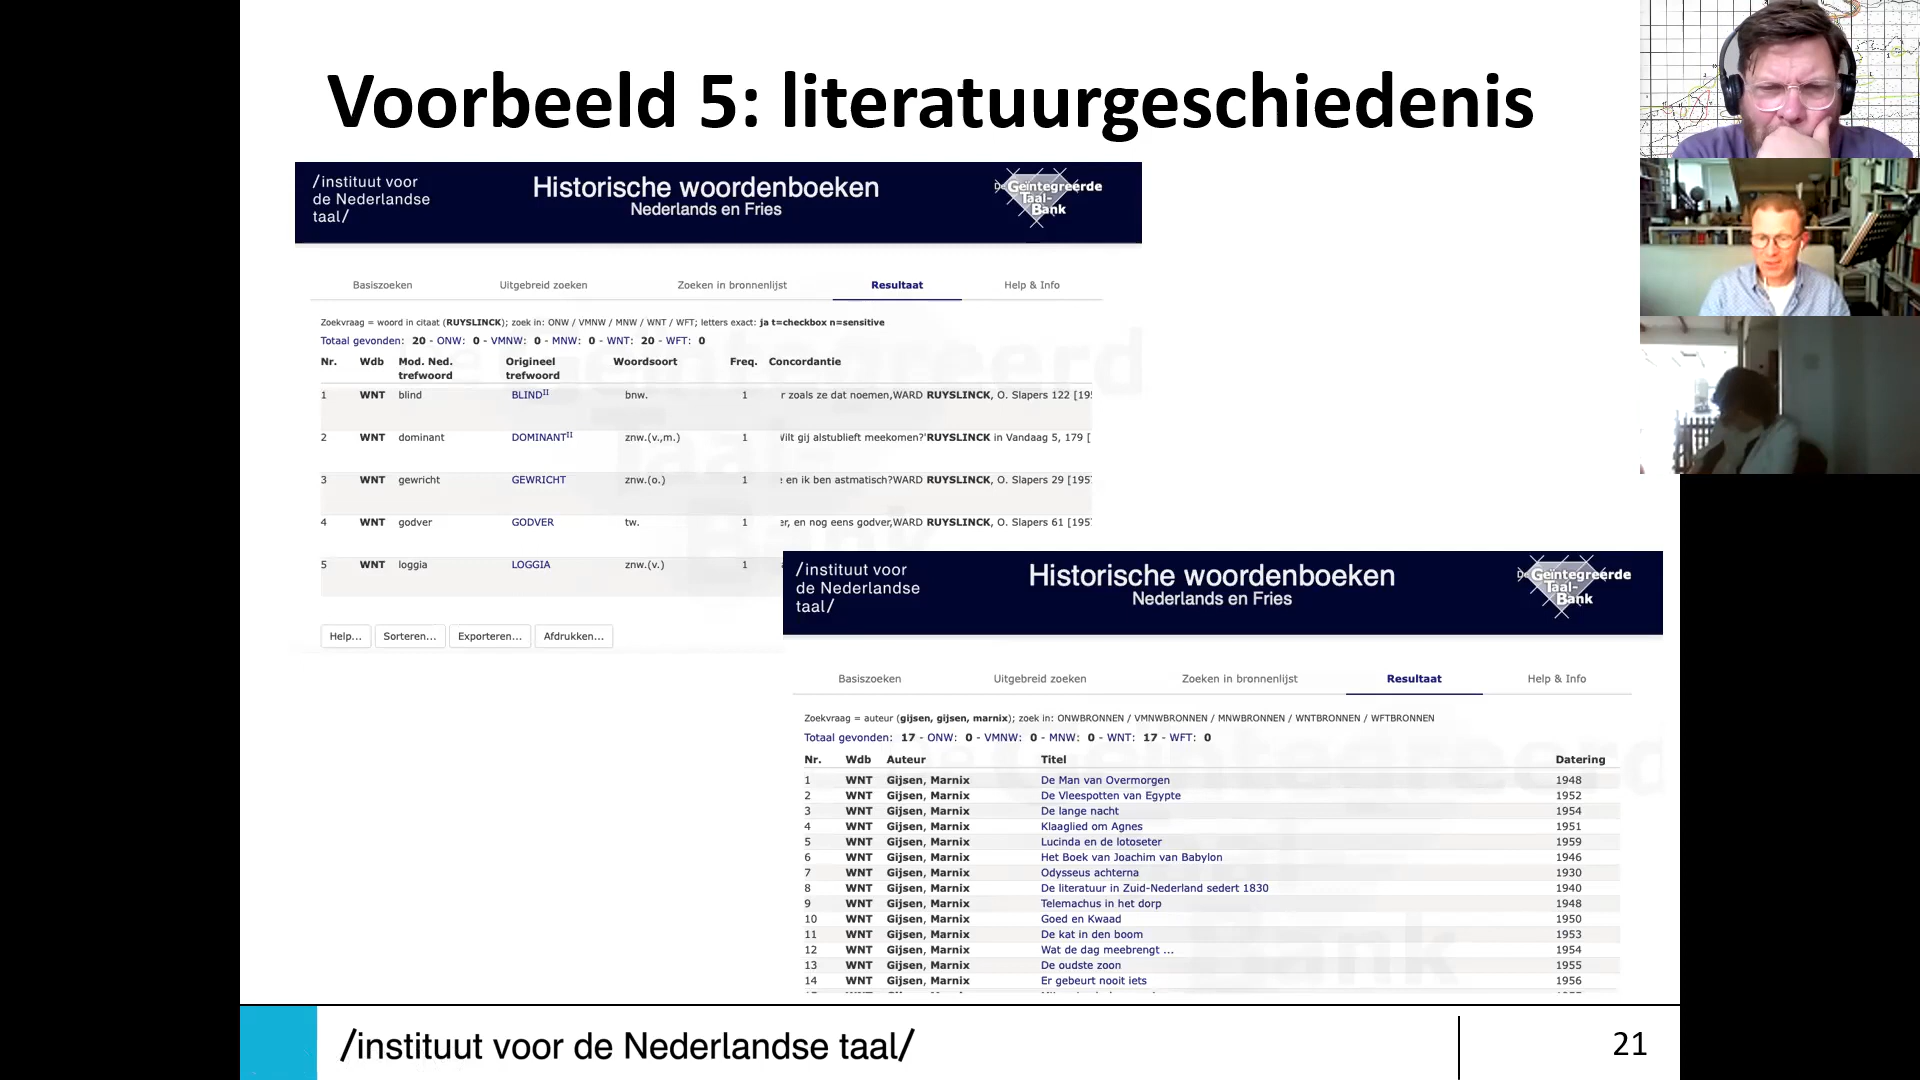 Voorbeeld 5: literatuurgeschiedenis
/instituut voor
de Nederlandse
taal/
Historische woordenboeken
Nederlands en Fries
De Geïntegreerde
Taal-
Bank
Basiszoeken Uitgebreid zoeken Zoeken in bronnenlijst Resultaat Help & Info
Zoekvraag = woord in citaat (RUYSLINCK); zoek in: ONW / VMNW / MNW / WNT / WFT; letters exact: ja t=checkbox n=sensitive
Totaal gevonden: 20 - ONW: 0 - VMNW: 0 - MNW: 0 - WNT: 20 - WFT: 0
Nr. Wdb Mod. Ned. trefwoord Origineel trefwoord Woordsoort Freq. Concordantie
1 WNT blind BLINDII bnw. 1 r zoals ze dat noemen,WARD RUYSLINCK, O. Slapers 122 [19
2 WNT dominant DOMINANTII znw.(v.,m.) 1 Wilt gij alstublieft meekomen?'RUYSLINCK in Vandaag 5, 179 [
3 WNT gewricht GEWRICHT znw.(o.) 1 en ik ben astmatisch?WARD RUYSLINCK, O. Slapers 29 [195
4 WNT godver GODVER tw. 1 er, en nog eens godver,WARD RUYSLINCK, O. Slapers 61 [195
5 WNT loggia LOGGIA znw.(v.) 1
Help... Sorteren... Exporteren... Afdrukken...
/instituut voor
de Nederlandse
taal/
Historische woordenboeken
Nederlands en Fries
De Geïntegreerde
Taal-
Bank
Basiszoeken Uitgebreid zoeken Zoeken in bronnenlijst Resultaat Help & Info
Zoekvraag = auteur (gijsen, gijsen, marnix); zoek in: ONWBRONNEN / VMNWBRONNEN / MNWBRONNEN / WNTBRONNEN / WFTBRONNEN
Totaal gevonden: 17 - ONW: 0 - VMNW: 0 - MNW: 0 - WNT: 17 - WFT: 0
Nr. Wdb Auteur Titel Datering
1 WNT Gijsen, Marnix De Man van Overmorgen 1948
2 WNT Gijsen, Marnix De Vleespotten van Egypte 1952
3 WNT Gijsen, Marnix De lange nacht 1954
4 WNT Gijsen, Marnix Klaaglied om Agnes 1951
5 WNT Gijsen, Marnix Lucinda en de lotoseter 1959
6 WNT Gijsen, Marnix Het Boek van Joachim van Babylon 1946
7 WNT Gijsen, Marnix Odysseus achterna 1930
8 WNT Gijsen, Marnix De literatuur in Zuid-Nederland sedert 1830 1940
9 WNT Gijsen, Marnix Telemachus in het dorp 1948
10 WNT Gijsen, Marnix Goed en Kwaad 1950
11 WNT Gijsen, Marnix De kat in den boom 1953
12 WNT Gijsen, Marnix Wat de dag meebrengt ... 1954
13 WNT Gijsen, Marnix De oudste zoon 1955
14 WNT Gijsen, Marnix Er gebeurt nooit iets 1956
/instituut voor de Nederlandse taal/
21